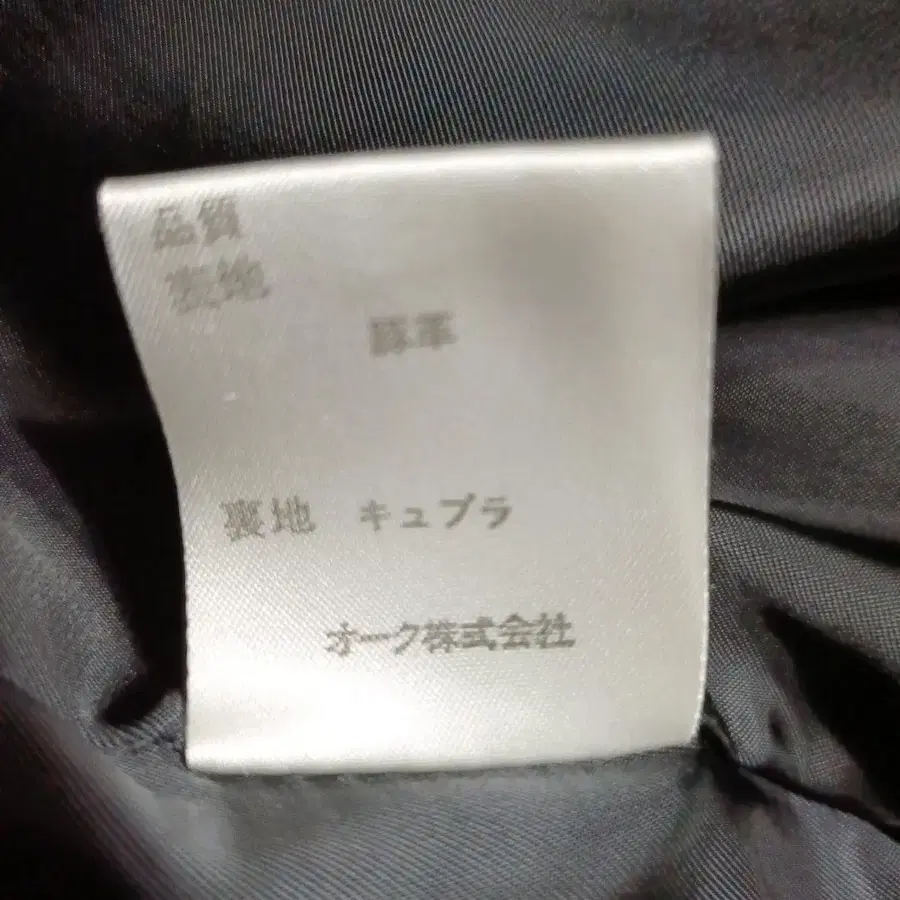 品質
表地
豚革
裏地 キュプラ
オーク株式会社